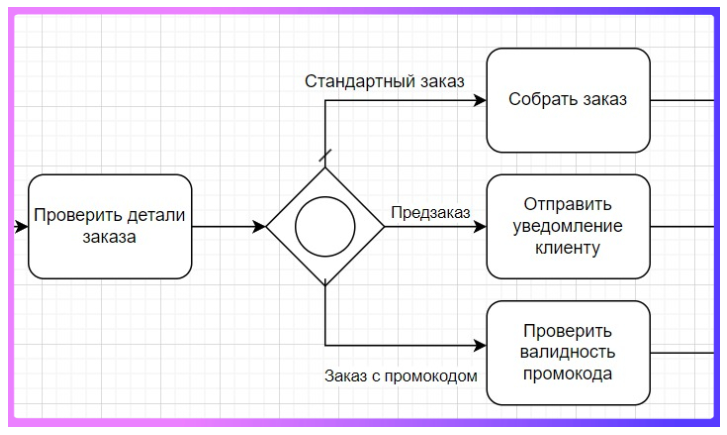 Стандартный заказ
Собрать заказ
Проверить детали
заказа
Предзаказ
Отправить
уведомление
клиенту
Заказ с промокодом
Проверить
валидность
промокода